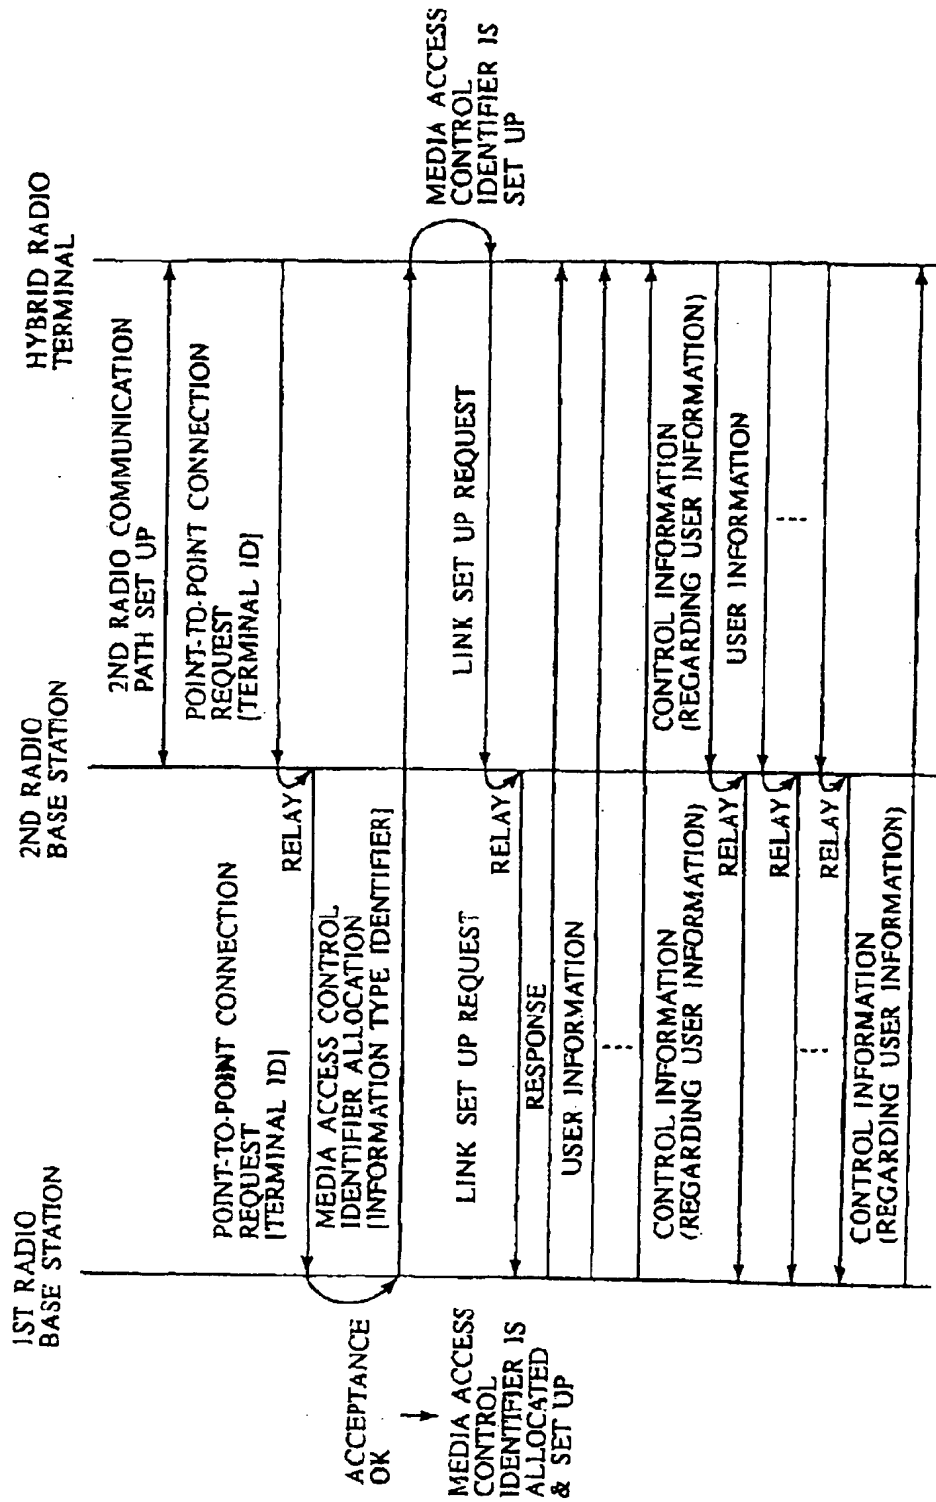 1ST RADIO
BASE STATION
2ND RADIO
BASE STATION
HYBRID RADIO
TERMINAL
2ND RADIO COMMUNICATION
PATH SET UP
POINT-TO-POINT CONNECTION
REQUEST
[TERMINAL ID]
RELAY
POINT-TO-POINT CONNECTION
REQUEST
[TERMINAL ID]
ACCEPTANCE
OK
MEDIA ACCESS
CONTROL
IDENTIFIER IS
ALLOCATED
& SET UP
MEDIA ACCESS CONTROL
IDENTIFIER ALLOCATION
[INFORMATION TYPE IDENTIFIER]
MEDIA ACCESS
CONTROL
IDENTIFIER IS
SET UP
LINK SET UP REQUEST
RELAY
LINK SET UP REQUEST
RESPONSE
USER INFORMATION
CONTROL INFORMATION
(REGARDING USER INFORMATION)
CONTROL INFORMATION
(REGARDING USER INFORMATION)
RELAY
USER INFORMATION
RELAY
RELAY
CONTROL INFORMATION
(REGARDING USER INFORMATION)